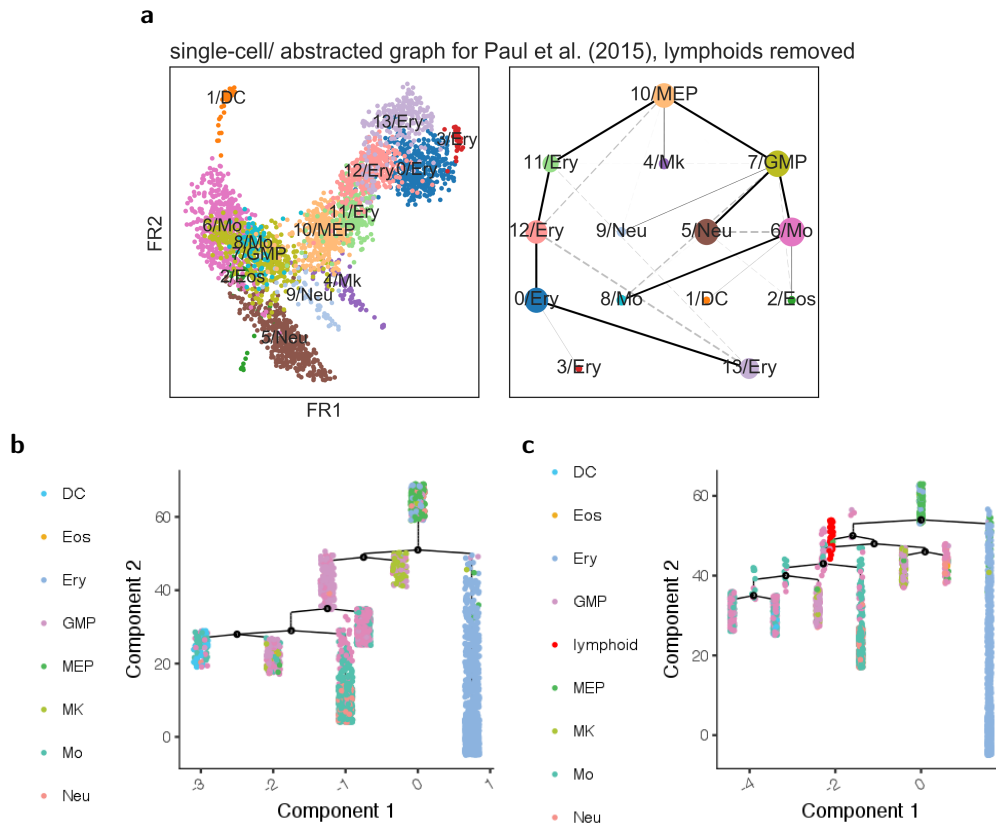 a
single-cell/ abstracted graph for Paul et al. (2015), lymphoids removed
1/DC
13/Ery
3/Ery
12/Ery
0/Ery
11/Ery
6/Mo
10/MEP
8/Mo
7/GMP
2/Eos
4/Mk
9/Neu
5/Neu
FR2
FR1
10/MEP
11/Ery
4/Mk
7/GMP
12/Ery
9/Neu
5/Neu
6/Mo
0/Ery
8/Mo
1/DC
2/Eos
3/Ery
13/Ery
b
DC
Eos
Ery
GMP
MEP
MK
Mo
Neu
Component 2
60
40
20
0
-3
-2
-1
0
1
Component 1
c
DC
Eos
Ery
GMP
lymphoid
MEP
MK
Mo
Neu
Component 2
60
40
20
0
-4
-2
0
Component 1